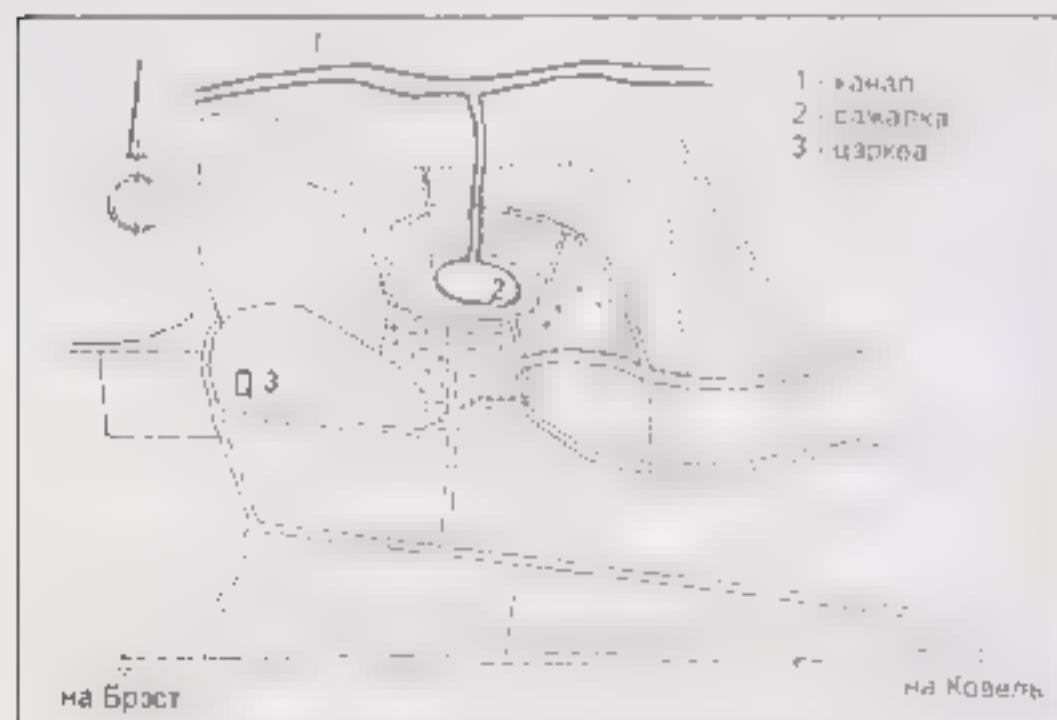 1
1 - канал
2 - сажалка
3 - царква
2
3
на Брэст
на Ковель